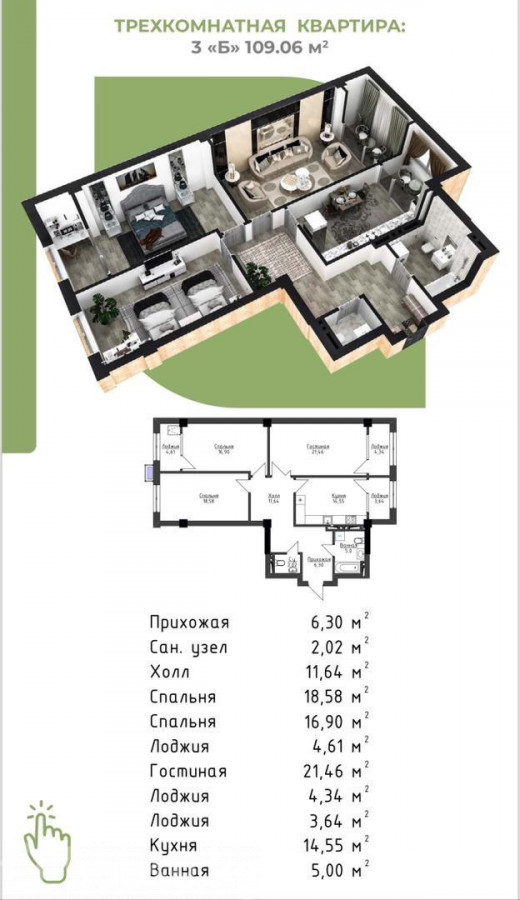 ТРЕХКОМНАТНАЯ КВАРТИРА:
3 «Б» 109.06 м²
Лоджия 4,61
Спальня 16,90
Гостиная 21,46
Лоджия 4,34
18,58
Холл 11,64
Кухня 14,55
Лоджия 3,64
Ванная 5,0
Прихожая 6,30
Прихожая 6,30 м²
Сан. узел 2,02 м²
Холл 11,64 м²
Спальня 18,58 м²
Спальня 16,90 м²
Лоджия 4,61 м²
Гостиная 21,46 м²
Лоджия 4,34 м²
Лоджия 3,64 м²
Кухня 14,55 м²
Ванная 5,00 м²